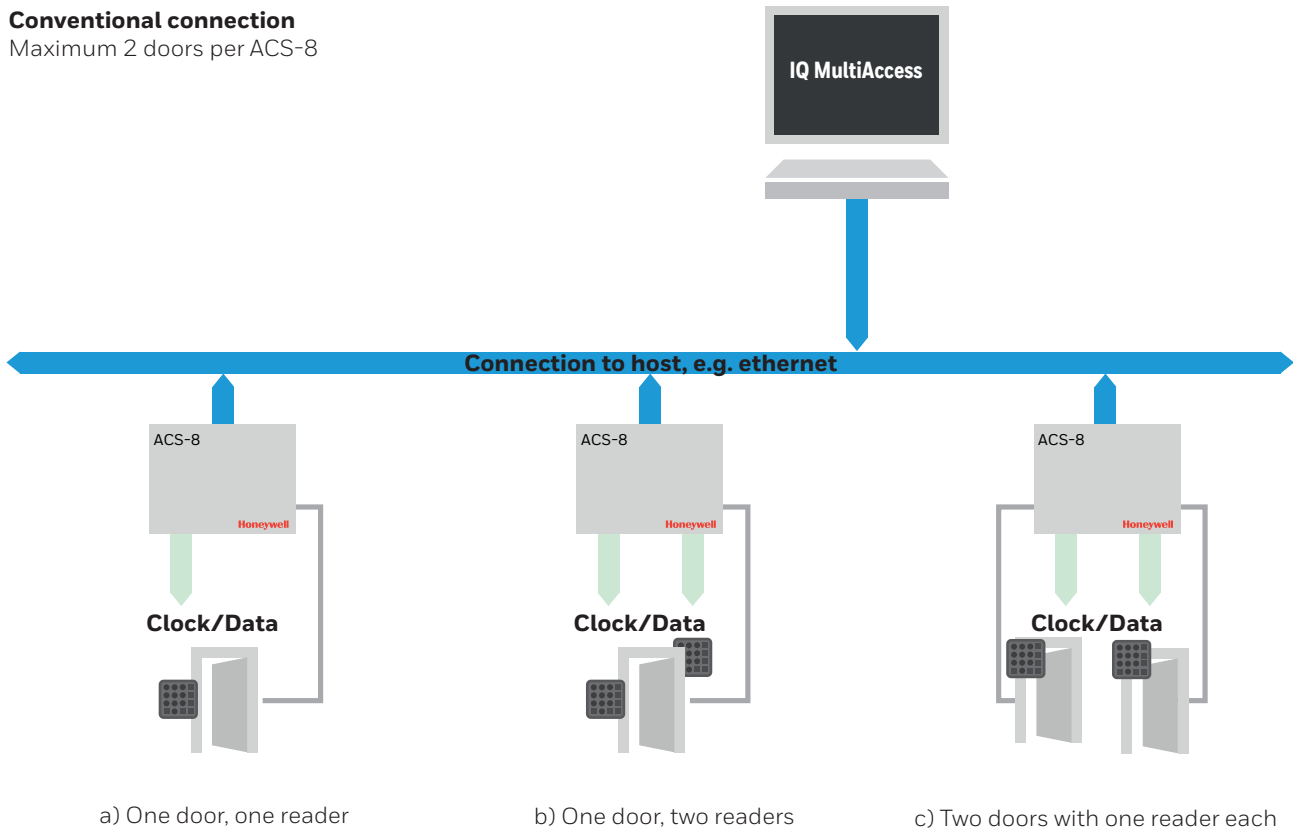 Conventional connection
Maximum 2 doors per ACS-8
IQ MultiAccess
Connection to host, e.g. ethernet
ACS-8
Honeywell
Clock/Data
a) One door, one reader
ACS-8
Honeywell
Clock/Data
b) One door, two readers
ACS-8
Honeywell
Clock/Data
c) Two doors with one reader each